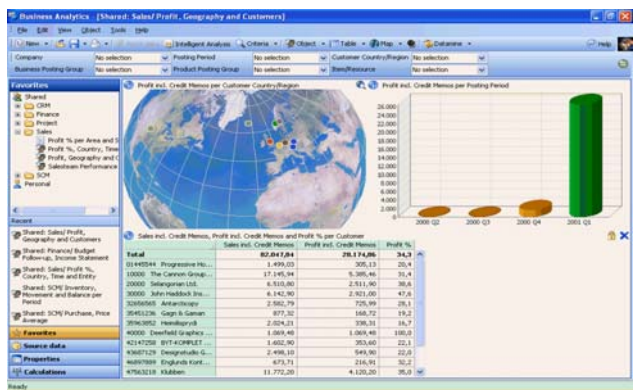 Business Analytics - [Shared: Sales/ Profit, Geography and Customers]
File Edit View Object Tools Help
New Intelligent Analysis Criteria Object Table Map Datamine Help
Company No selection Posting Period No selection Customer Country/Region No selection
Business Posting Group No selection Product Posting Group No selection Item/Resource No selection
Favorites
Shared
CRM
Finance
Project
Sales
Profit % per Area and S
Profit %, Country, Time
Profit, Geography and C
Salesteam Performance
SCM
Personal
Recent
Shared: Sales/ Profit,
Geography and Customers
Shared: Finance/ Budget
Follow-up, Income Statement
Shared: Sales/ Profit %,
Country, Time and Entity
Shared: SCM/ Inventory,
Movement and Balance per
Period
Shared: SCM/ Purchase, Price
Average
Favorites
Source data
Properties
Calculations
Ready
Profit incl. Credit Memos per Customer Country/Region
Profit incl. Credit Memos per Posting Period
26.000
24.000
22.000
20.000
18.000
16.000
14.000
12.000
10.000
8.000
6.000
4.000
2.000
0
2000 Q2 2000 Q3 2000 Q4 2001 Q1
Sales incl. Credit Memos, Profit incl. Credit Memos and Profit % per Customer
Sales incl. Credit Memos Profit incl. Credit Memos Profit %
Total 82.047,84 28.174,86 34,3
01445544 Progressive Ho... 1.499,03 305,13 20,4
10000 The Cannon Group... 17.145,94 5.385,46 31,4
20000 Selangorian Ltd. 6.510,80 2.511,90 38,6
30000 John Haddock Ins... 6.142,90 2.921,00 47,6
32656565 Antarcticopy 2.582,79 725,99 28,1
35451236 Gagn & Gaman 877,32 168,72 19,2
35963852 Heimilisprydi 2.024,21 338,31 16,7
40000 Deerfield Graphics ... 1.069,48 1.069,48 100,0
42147258 BYT-KOMPLET ... 1.602,90 353,60 22,1
43687129 Designstudio G... 2.498,10 549,90 22,0
46897889 Englunds Kont... 673,71 216,91 32,2
47563218 Klubben 11.772,20 4.120,20 35,0